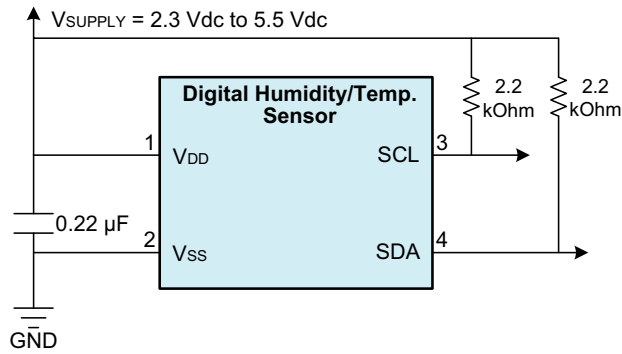 VSUPPLY = 2.3 Vdc to 5.5 Vdc
Digital Humidity/Temp.
Sensor
2.2
kOhm
2.2
kOhm
1
VDD
SCL
3
0.22 µF
2
VSS
SDA
4
GND